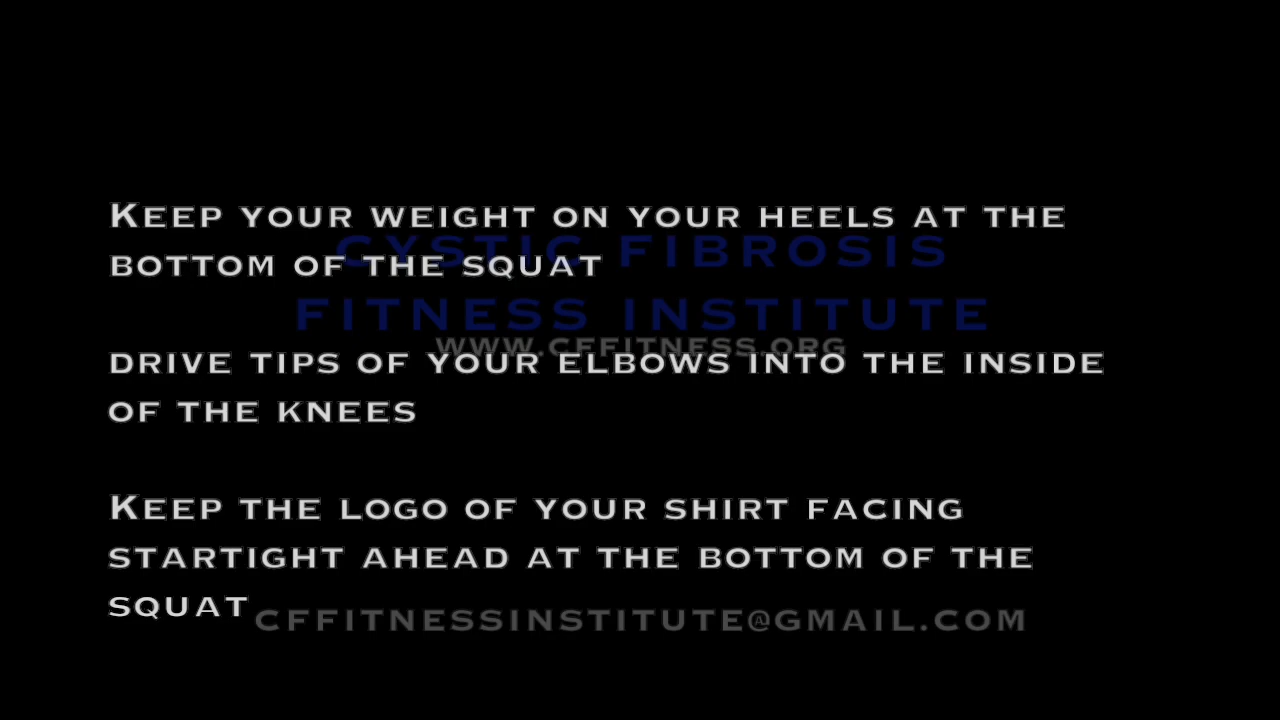 Keep your weight on your heels at the
bottom of the squat
CYSTIC FIBROSIS
FITNESS INSTITUTE
WWW.CFFITNESS.ORG
drive tips of your elbows into the inside
of the knees
Keep the logo of your shirt facing
startight ahead at the bottom of the
squat
CFFITNESSINSTITUTE@GMAIL.COM